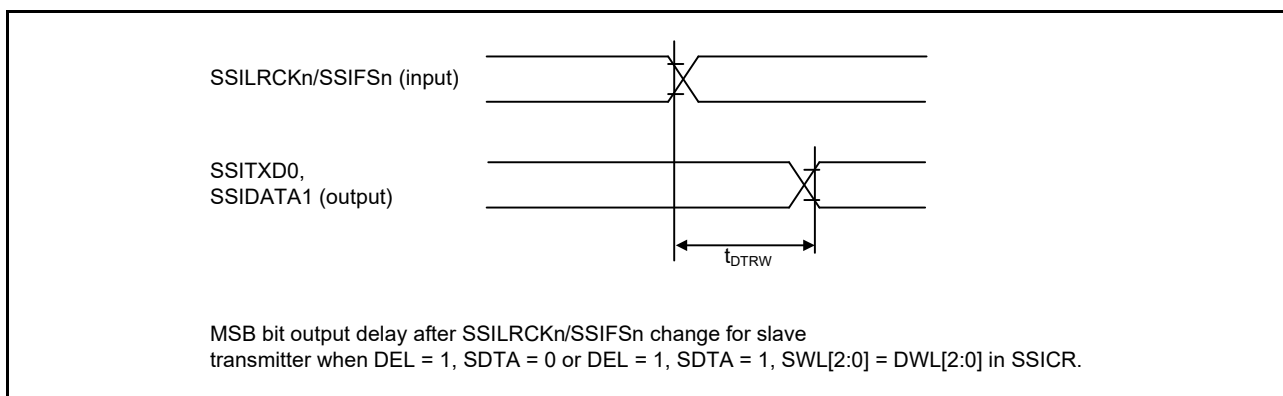 SSILRCKn/SSIFSn (input)
SSITXD0,
SSIDATA1 (output)
tDTRW
MSB bit output delay after SSILRCKn/SSIFSn change for slave
transmitter when DEL = 1, SDTA = 0 or DEL = 1, SDTA = 1, SWL[2:0] = DWL[2:0] in SSICR.